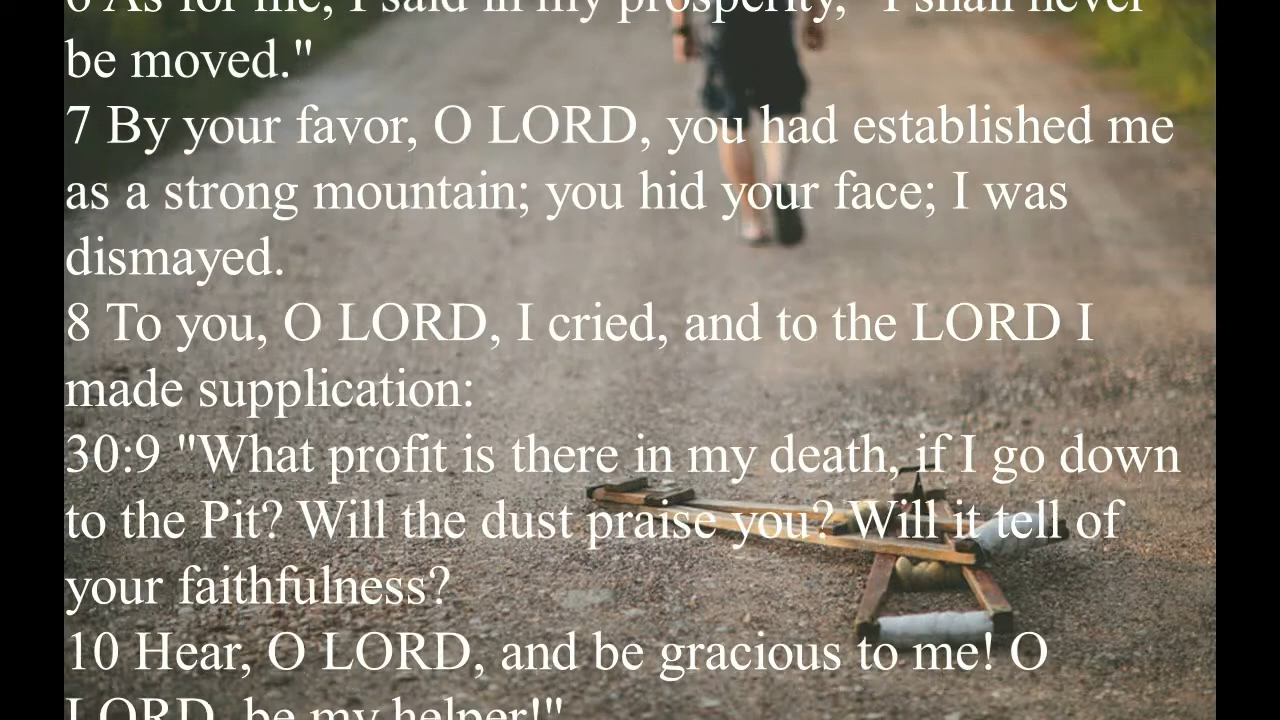 6 As for me, I said in my prosperity, "I shall never
be moved."
7 By your favor, O LORD, you had established me
as a strong mountain; you hid your face; I was
dismayed.
8 To you, O LORD, I cried, and to the LORD I
made supplication:
30:9 "What profit is there in my death, if I go down
to the Pit? Will the dust praise you? Will it tell of
your faithfulness?
10 Hear, O LORD, and be gracious to me! O
LORD, be my helper!"